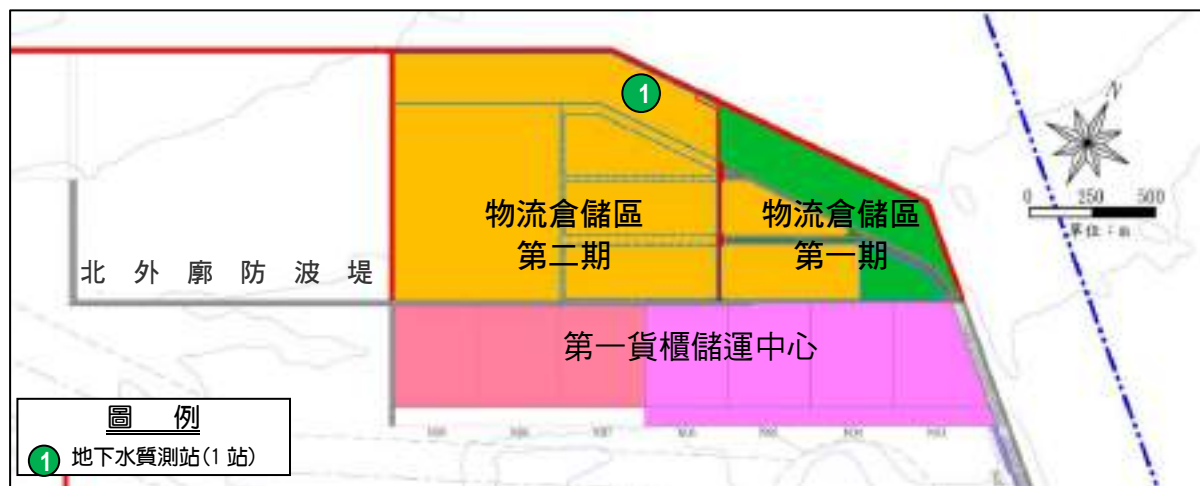 1
N
物流倉儲區
第二期
物流倉儲區
第一期
0 250 500
單位：m
北外廓防波堤
第一貨櫃儲運中心
圖 例
1 地下水質測站(1 站)